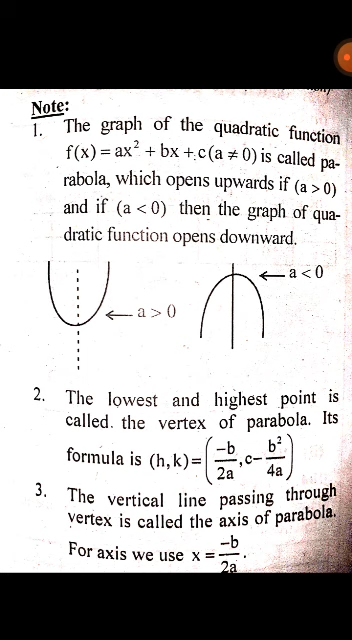 Note:
1. The graph of the quadratic function
f(x) = ax² + bx + c (a ≠ 0) is called pa-
rabola, which opens upwards if (a > 0)
and if (a < 0) then the graph of qua-
dratic function opens downward.
← a < 0
← a > 0
2. The lowest and highest point is
called. the vertex of parabola. Its
formula is (h, k) = (-b/2a, c - b²/4a)
3. The vertical line passing through
vertex is called the axis of parabola.
For axis we use x = -b/2a.